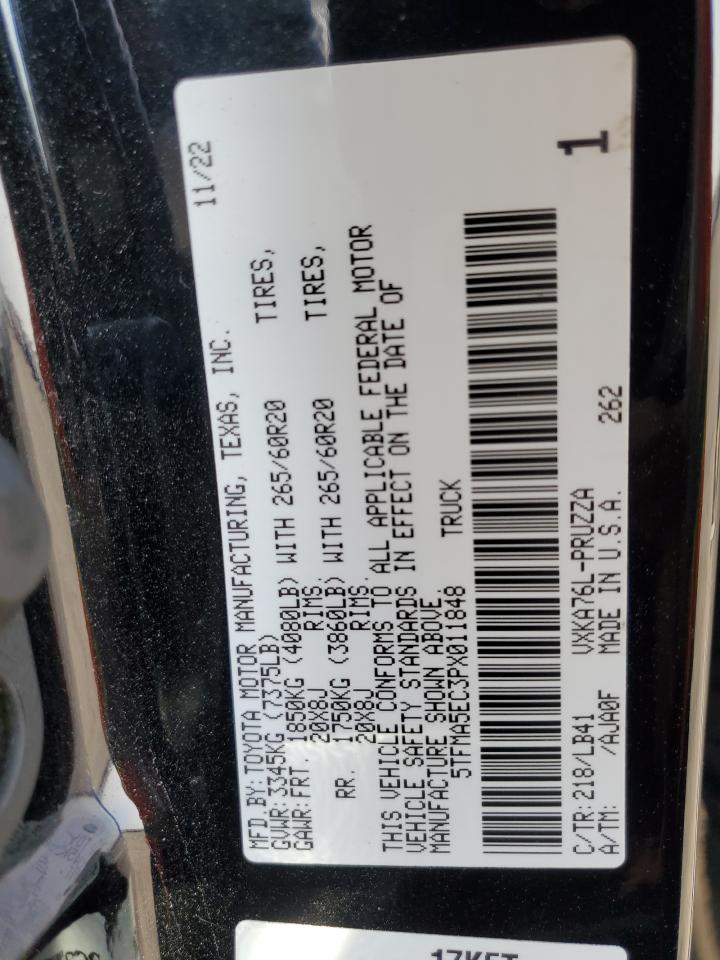 MFD BY: TOYOTA MOTOR MANUFACTURING, TEXAS, INC. 11/22
GVWR: 3345KG (7375LB)
GAWR: FRT. 1850KG (4080LB) WITH 265/60R20 TIRES,
20X8J RIMS.
RR. 1750KG (3860LB) WITH 265/60R20 TIRES,
20X8J RIMS.
THIS VEHICLE CONFORMS TO ALL APPLICABLE FEDERAL MOTOR
VEHICLE SAFETY STANDARDS IN EFFECT ON THE DATE OF
MANUFACTURE SHOWN ABOVE.
5TFMA5EC3PX011848 TRUCK
1
C/TR: 218/LB41 VXKA76L-PRUZZA
A/TM: /AJA0F MADE IN U.S.A. 262